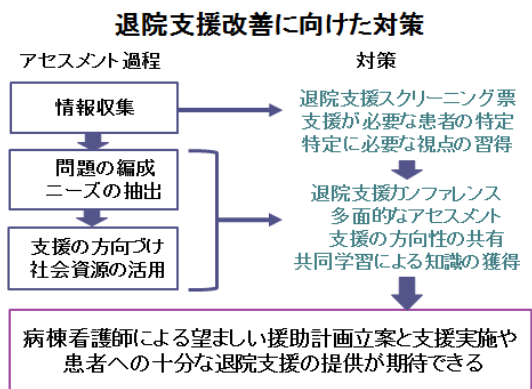 退院支援改善に向けた対策
アセスメント過程
対策
情報収集
退院支援スクリーニング票
支援が必要な患者の特定
特定に必要な視点の習得
問題の編成
ニーズの抽出
支援の方向づけ
社会資源の活用
退院支援カンファレンス
多面的なアセスメント
支援の方向性の共有
共同学習による知識の獲得
病棟看護師による望ましい援助計画立案と支援実施や
患者への十分な退院支援の提供が期待できる